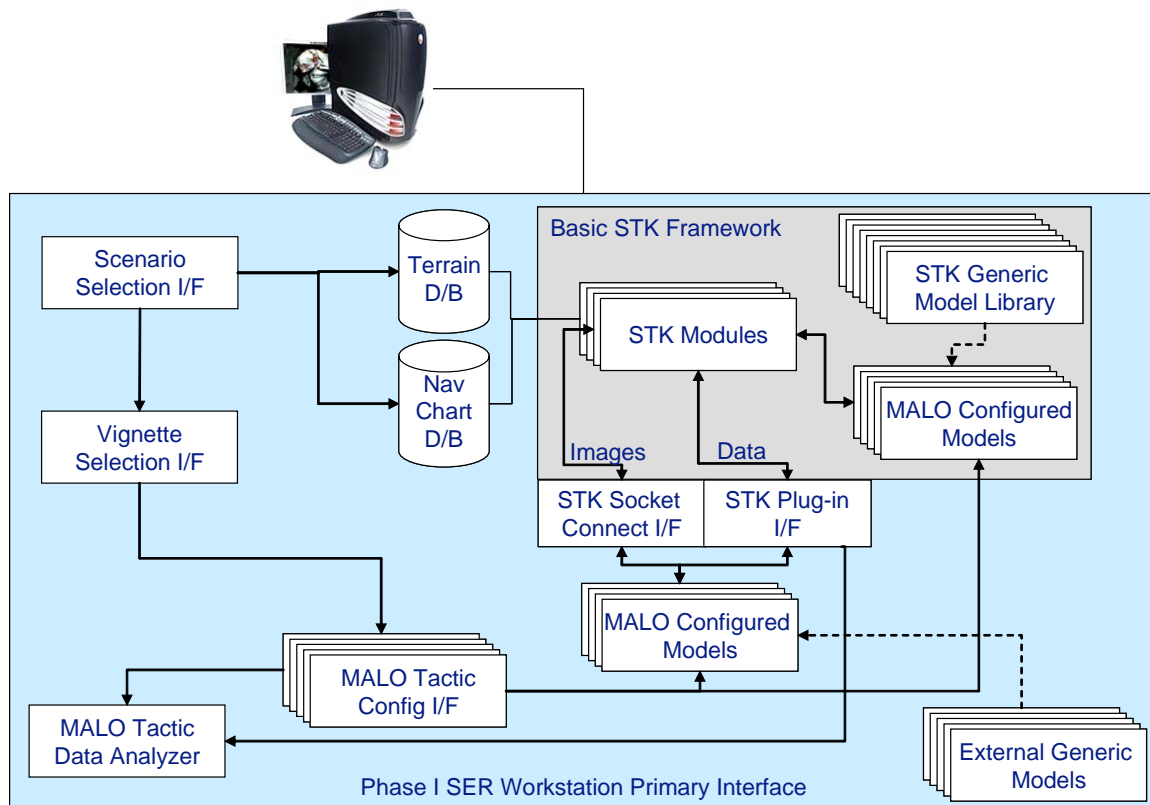 Basic STK Framework
Scenario
Selection I/F
Terrain
D/B
STK Generic
Model Library
STK Modules
Nav
Chart
D/B
MALO Configured
Models
Vignette
Selection I/F
Images
Data
STK Socket
Connect I/F
STK Plug-in
I/F
MALO Configured
Models
MALO Tactic
Config I/F
MALO Tactic
Data Analyzer
External Generic
Models
Phase I SER Workstation Primary Interface